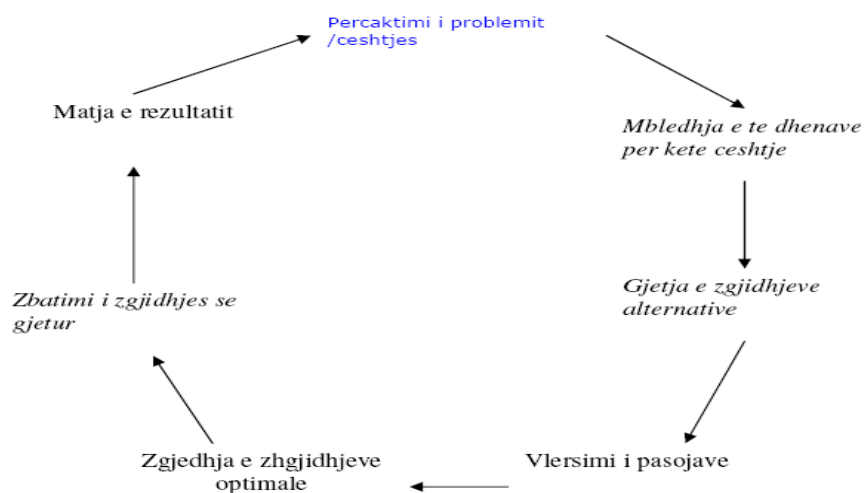 Percaktimi i problemit
/ceshtjes
Mbledhja e te dhenave
per kete ceshtje
Gjetja e zgjidhjeve
alternative
Vlersimi i pasojave
Zgjedhja e zhgjidhjeve
optimale
Zbatimi i zgjidhjes se
gjetur
Matja e rezultatit